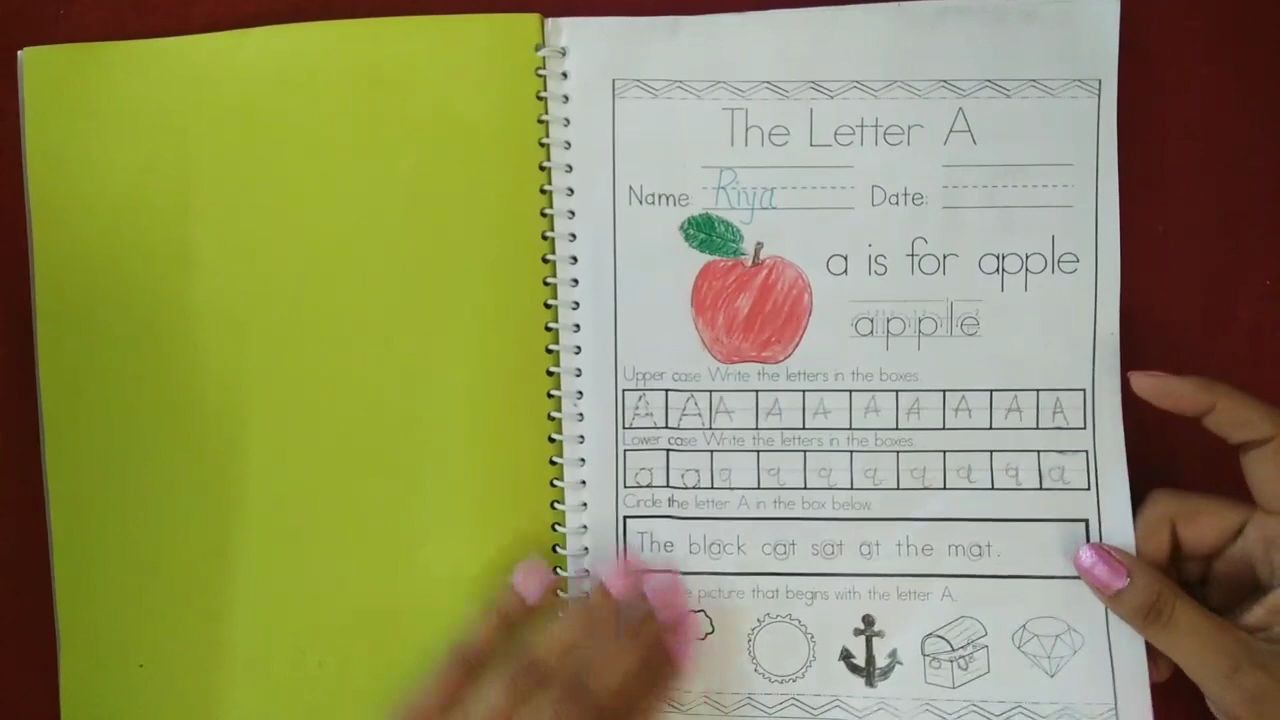 The Letter A
Name: Riya Date:
a is for apple
apple
Upper case Write the letters in the boxes.
A A A A A A A A A A
Lower case Write the letters in the boxes.
a a a a a a a a a a
Circle the letter A in the box below.
The black cat sat at the mat.
picture that begins with the letter A.